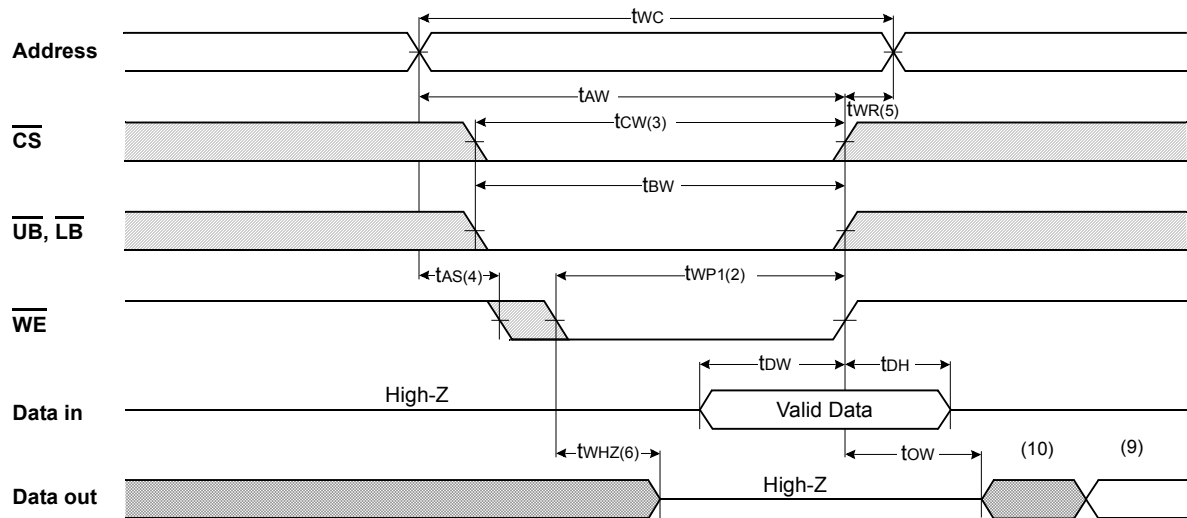 tWC
Address
tAW
tWR(5)
tCW(3)
CS
tBW
UB, LB
tAS(4)
tWP1(2)
WE
tDW
tDH
High-Z
Data in
Valid Data
tWHZ(6)
tOW
(10)
(9)
High-Z
Data out